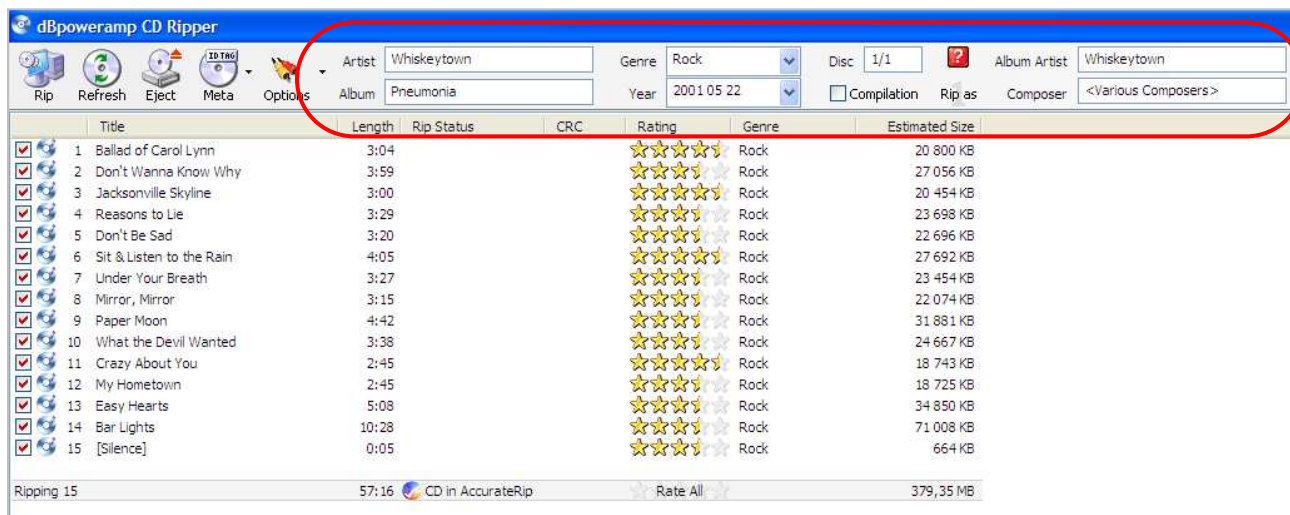 dBpoweramp CD Ripper
ID TAG
Artist Whiskeytown Genre Rock Disc 1/1 ? Album Artist Whiskeytown
Rip Refresh Eject Meta Options Album Pneumonia Year 2001 05 22 Compilation Rip as Composer <Various Composers>
Title Length Rip Status CRC Rating Genre Estimated Size
1 Ballad of Carol Lynn 3:04 Rock 20 800 KB
2 Don't Wanna Know Why 3:59 Rock 27 056 KB
3 Jacksonville Skyline 3:00 Rock 20 454 KB
4 Reasons to Lie 3:29 Rock 23 698 KB
5 Don't Be Sad 3:20 Rock 22 696 KB
6 Sit & Listen to the Rain 4:05 Rock 27 692 KB
7 Under Your Breath 3:27 Rock 23 454 KB
8 Mirror, Mirror 3:15 Rock 22 074 KB
9 Paper Moon 4:42 Rock 31 881 KB
10 What the Devil Wanted 3:38 Rock 24 667 KB
11 Crazy About You 2:45 Rock 18 743 KB
12 My Hometown 2:45 Rock 18 725 KB
13 Easy Hearts 5:08 Rock 34 850 KB
14 Bar Lights 10:28 Rock 71 008 KB
15 [Silence] 0:05 Rock 664 KB
Ripping 15 57:16 CD in AccurateRip Rate All 379,35 MB